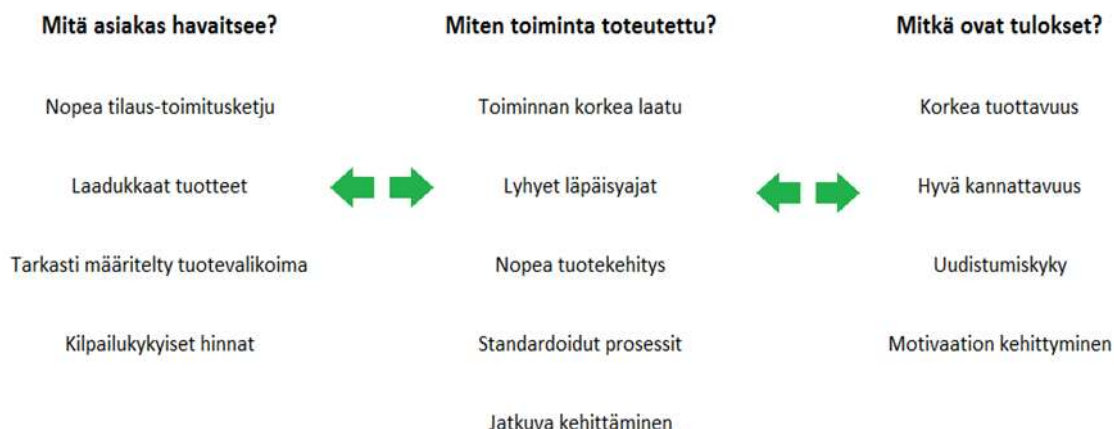 Mitä asiakas havaitsee?
Nopea tilaus-toimitusketju
Laadukkaat tuotteet
Tarkasti määritelty tuotevalikoima
Kilpailukykyiset hinnat
Miten toiminta toteutettu?
Toiminnan korkea laatu
Lyhyet läpäisyajat
Nopea tuotekehitys
Standardoidut prosessit
Jatkuva kehittäminen
Mitkä ovat tulokset?
Korkea tuottavuus
Hyvä kannattavuus
Uudistumiskyky
Motivaation kehittyminen